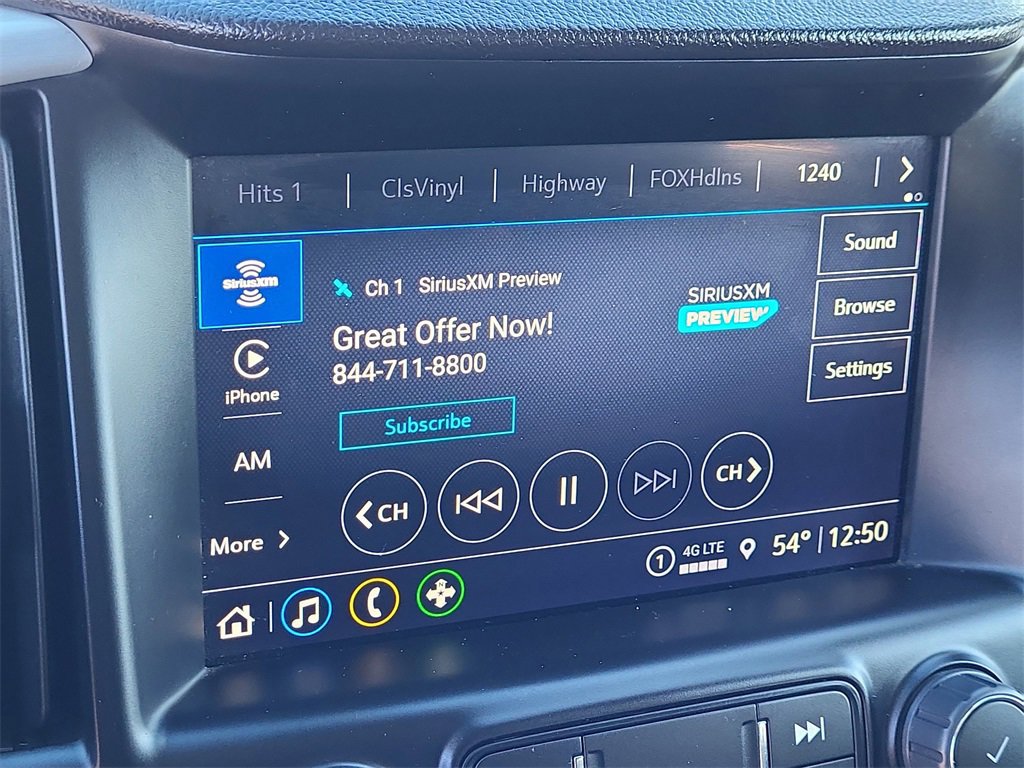 Hits 1 | ClsVinyl | Highway | FOXHdlns | 1240 |
SiriusXM
Ch 1 SiriusXM Preview
Great Offer Now!
844-711-8800
Subscribe
SIRIUSXM
PREVIEW
Sound
Browse
Settings
iPhone
AM
More
CH
CH
1 4G LTE 54° | 12:50
N